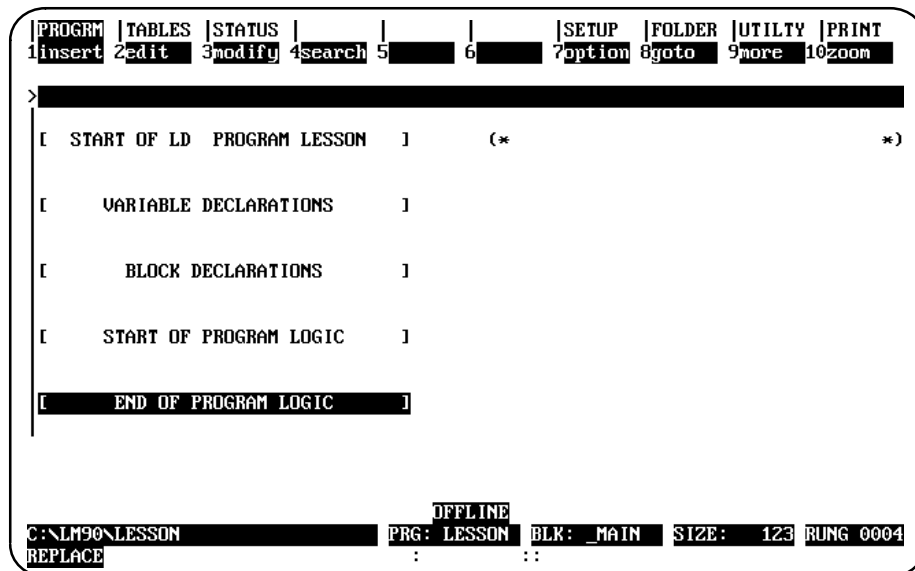 |PROGRM |TABLES |STATUS | | | |SETUP |FOLDER |UTILTY |PRINT
1insert 2edit 3modify 4search 5 6 7option 8goto 9more 10zoom
>
[ START OF LD PROGRAM LESSON ] (* *)
[ VARIABLE DECLARATIONS ]
[ BLOCK DECLARATIONS ]
[ START OF PROGRAM LOGIC ]
[ END OF PROGRAM LOGIC ]
OFFLINE
C:\LM90\LESSON PRG: LESSON BLK: _MAIN SIZE: 123 RUNG 0004
REPLACE : ::